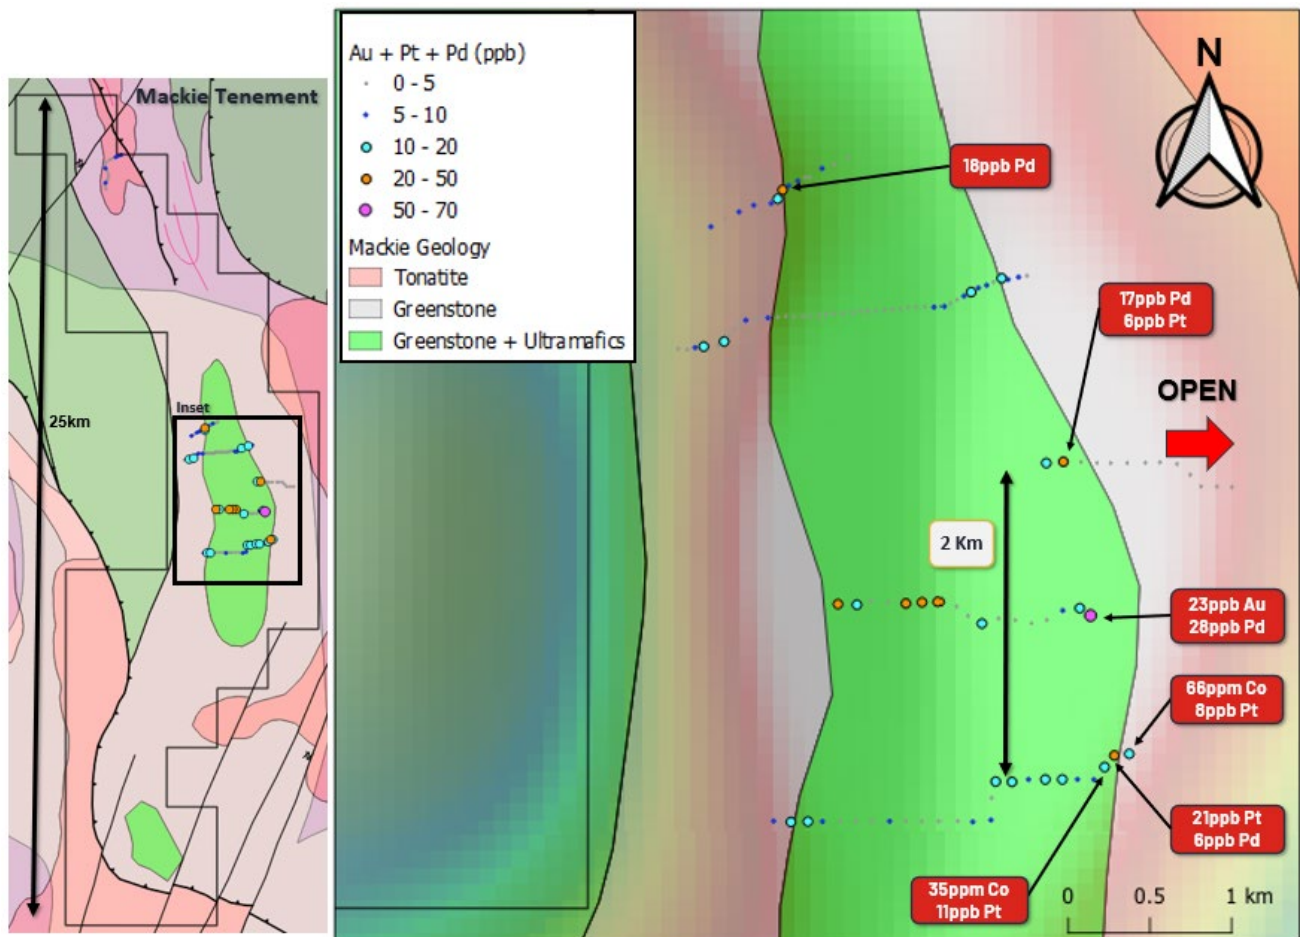 Mackie Tenement
25km
Inset
Au + Pt + Pd (ppb)
0 - 5
5 - 10
10 - 20
20 - 50
50 - 70
Mackie Geology
Tonatite
Greenstone
Greenstone + Ultramafics
N
18ppb Pd
17ppb Pd
6ppb Pt
OPEN
2 Km
23ppb Au
28ppb Pd
66ppm Co
8ppb Pt
21ppb Pt
6ppb Pd
35ppm Co
11ppb Pt
0 0.5 1 km